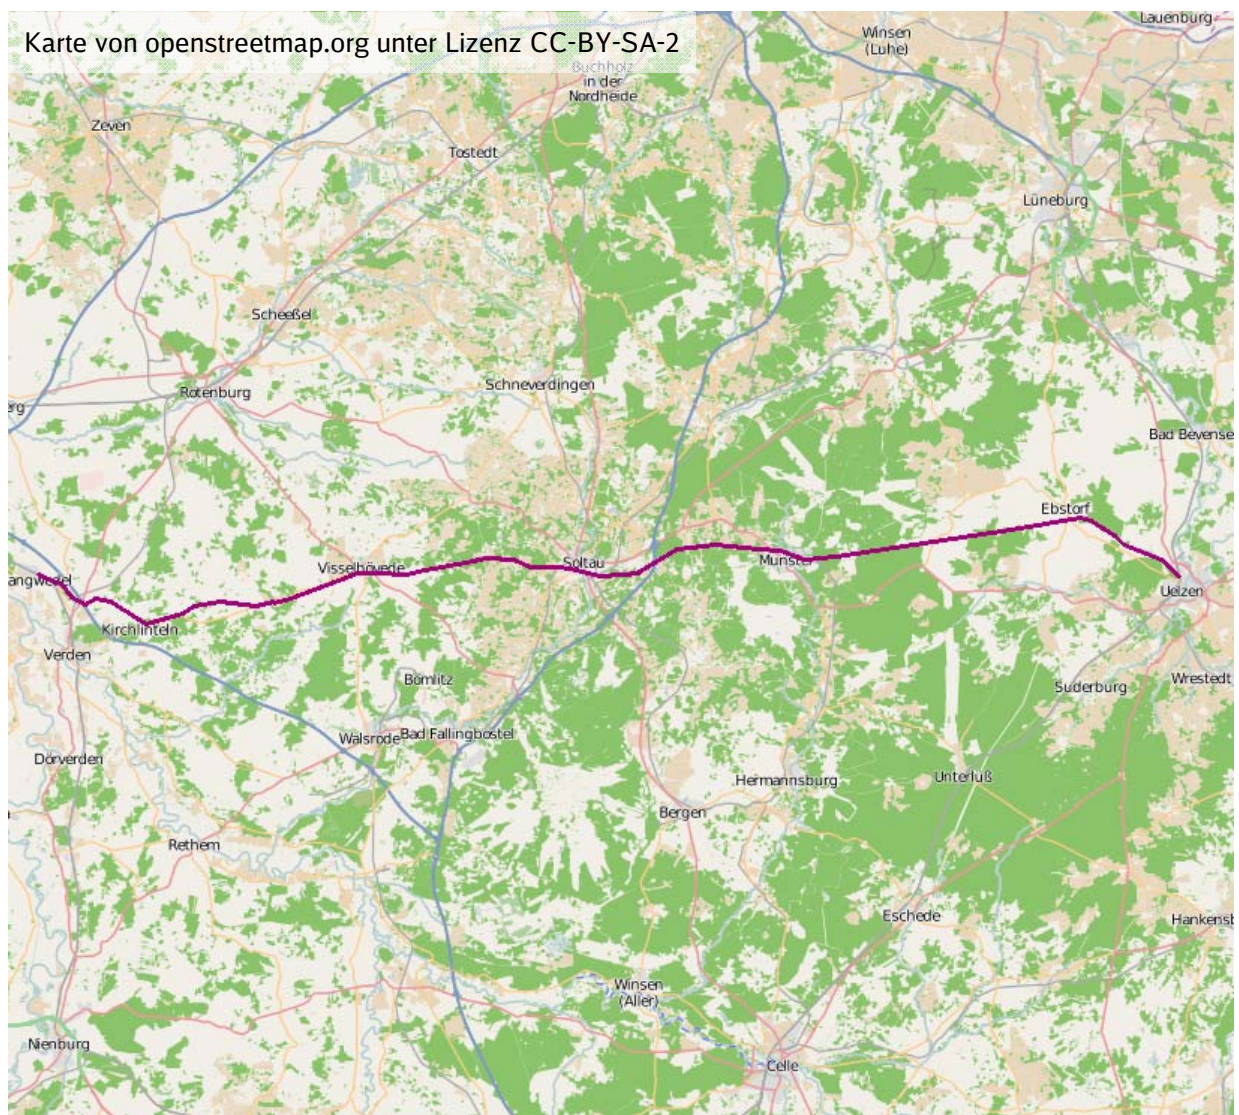 Karte von openstreetmap.org unter Lizenz CC-BY-SA-2
Lauenburg
Winsen
(Luhe)
Buchholz
in der
Nordheide
Zeven
Tostedt
Lüneburg
Scheeßel
Schneverdingen
Rotenburg
erg
Bad Bevense
Ebstorf
Visselhövede
Soltau
Munster
angwedel
Uelzen
Kirchlinteln
Verden
Bomlitz
Suderburg
Wrestedt
Walsrode
Bad Fallingbostel
Dörverden
Hermannsburg
Unterlüß
Bergen
Rethem
Eschede
Hankensb
Winsen
(Aller)
Nienburg
Celle